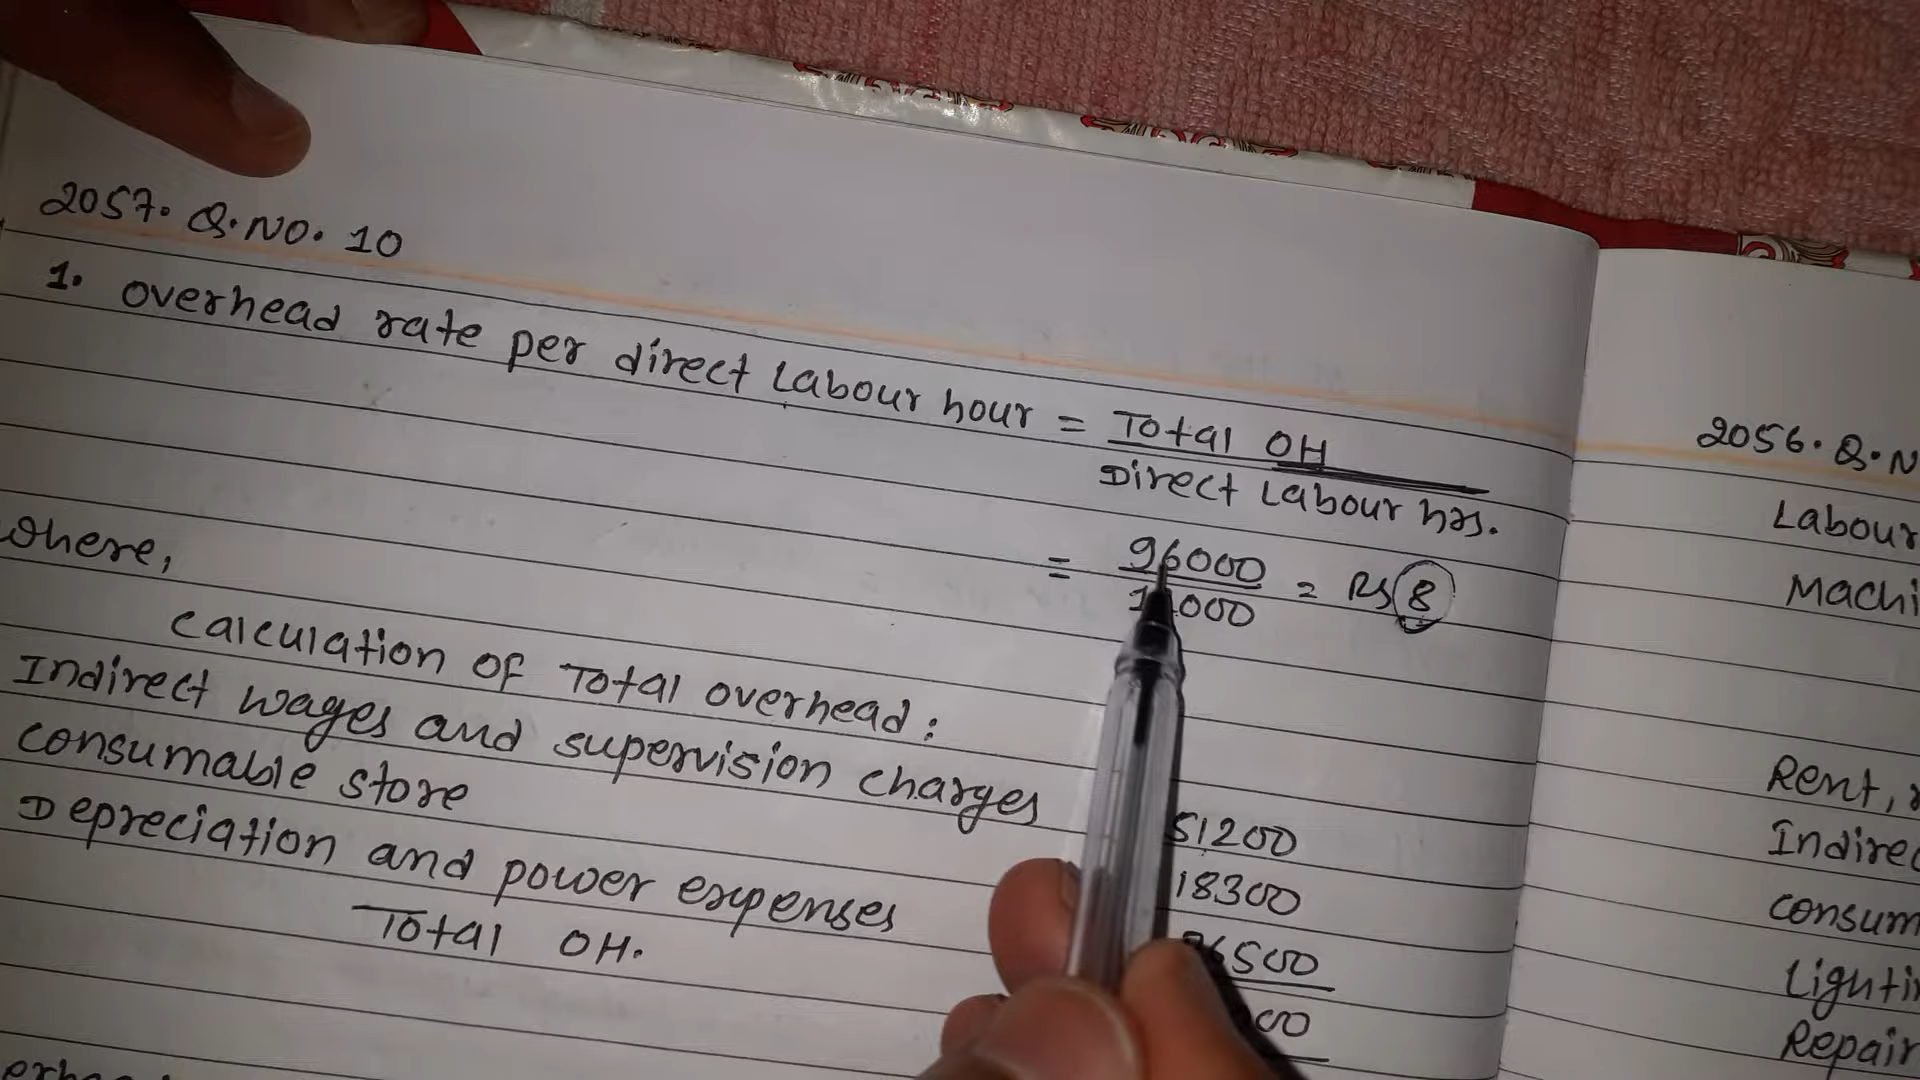 2057. Q.NO. 10
1. overhead rate per direct Labour hour = Total OH
Direct Labour hrs.
= 96000
000 = Rs 8
where,
calculation of Total overhead:
Indirect wages and supervision charges 51200
consumable store 18300
Depreciation and power expenses 6500
Total OH. 00
2056. Q.N
Labour
Machi
Rent,
Indirec
consum
Lighti
Repair